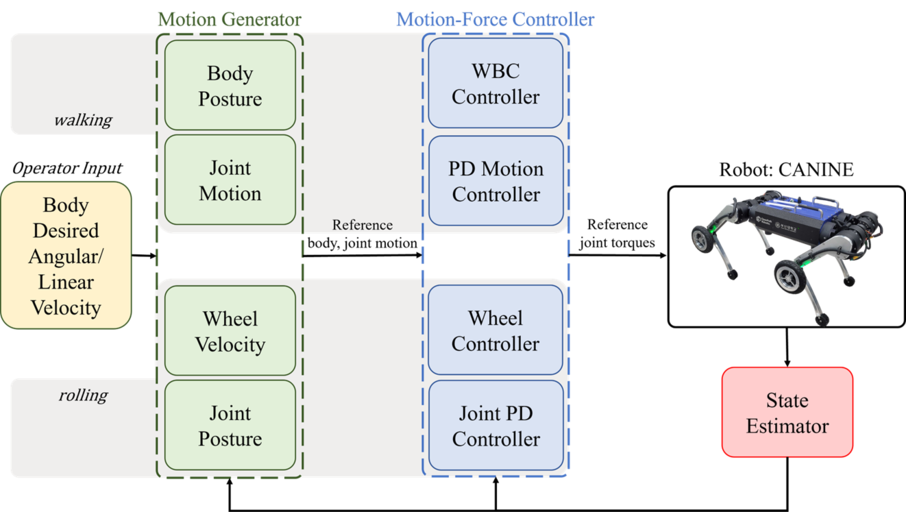 Motion Generator
Motion-Force Controller
Body
Posture
WBC
Controller
walking
Operator Input
Joint
Motion
PD Motion
Controller
Robot: CANINE
Body
Desired
Angular/
Linear
Velocity
Reference
body, joint motion
Reference
joint torques
Wheel
Velocity
Wheel
Controller
rolling
Joint
Posture
Joint PD
Controller
State
Estimator